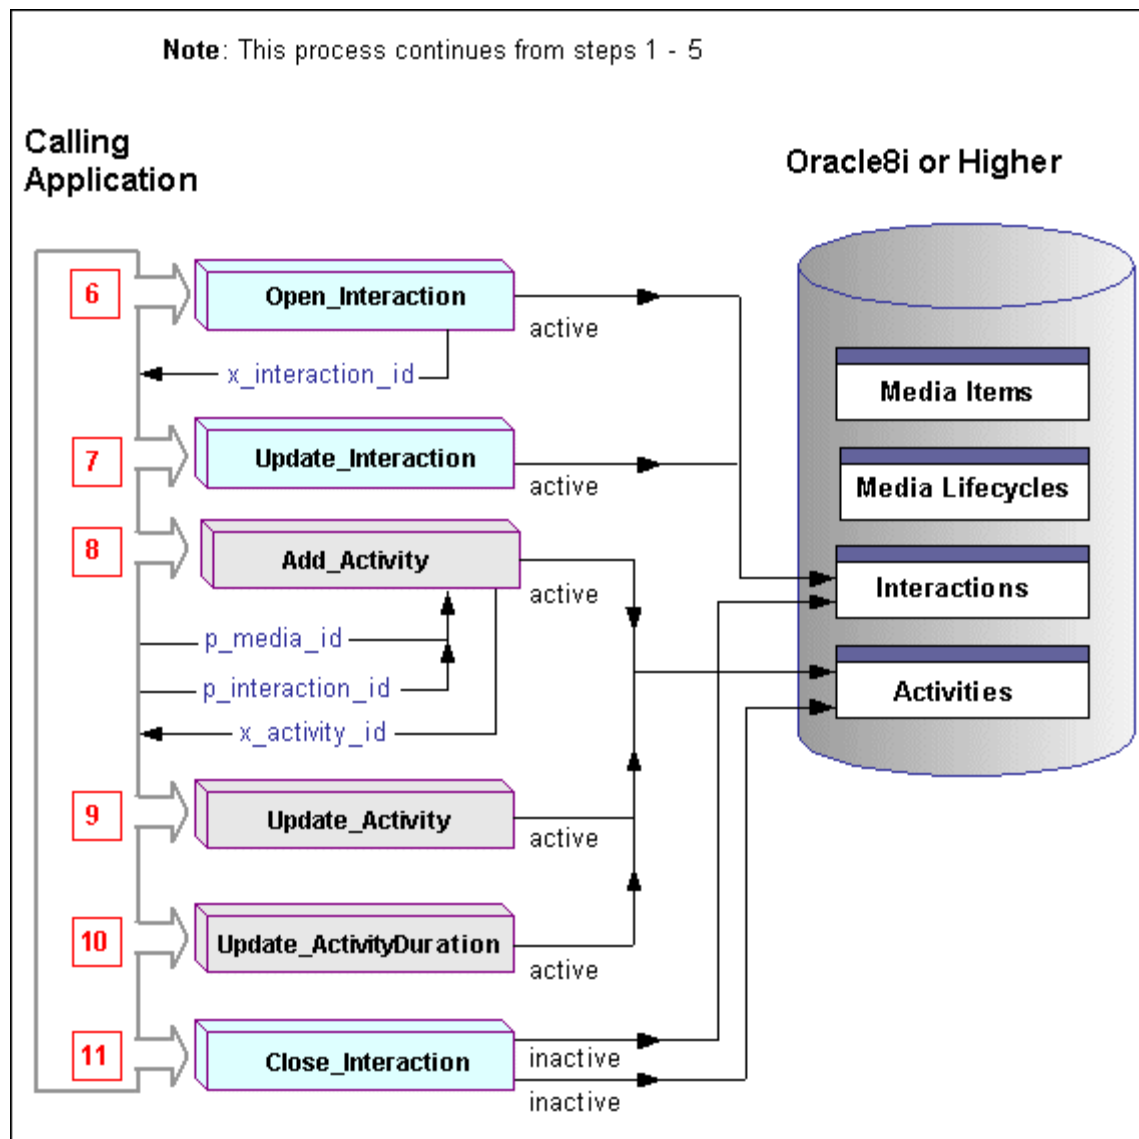 Note: This process continues from steps 1 - 5
Calling
Application
Oracle8i or Higher
6
Open_Interaction
active
x_interaction_id
7
Update_Interaction
active
8
Add_Activity
active
p_media_id
p_interaction_id
x_activity_id
9
Update_Activity
active
10
Update_ActivityDuration
active
11
Close_Interaction
inactive
inactive
Media Items
Media Lifecycles
Interactions
Activities